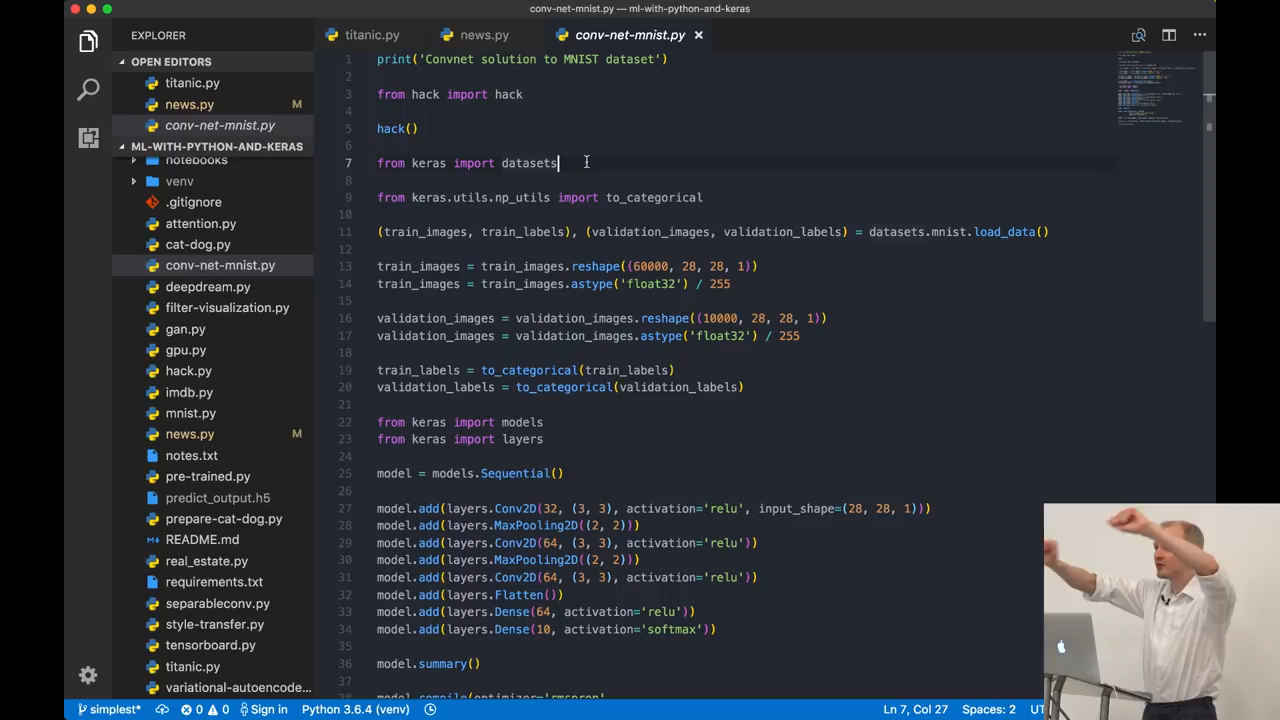 conv-net-mnist.py — ml-with-python-and-keras
EXPLORER
OPEN EDITORS
titanic.py
news.py M
conv-net-mnist.py
ML-WITH-PYTHON-AND-KERAS
notebooks
venv
.gitignore
attention.py
cat-dog.py
conv-net-mnist.py
deepdream.py
filter-visualization.py
gan.py
gpu.py
hack.py
imdb.py
mnist.py
news.py M
notes.txt
pre-trained.py
predict_output.h5
prepare-cat-dog.py
README.md
real_estate.py
requirements.txt
separableconv.py
style-transfer.py
tensorboard.py
titanic.py
variational-autoencode...
titanic.py
news.py
conv-net-mnist.py
1 print('Convnet solution to MNIST dataset')
2
3 from hack import hack
4
5 hack()
6
7 from keras import datasets
8
9 from keras.utils.np_utils import to_categorical
10
11 (train_images, train_labels), (validation_images, validation_labels) = datasets.mnist.load_data()
12
13 train_images = train_images.reshape((60000, 28, 28, 1))
14 train_images = train_images.astype('float32') / 255
15
16 validation_images = validation_images.reshape((10000, 28, 28, 1))
17 validation_images = validation_images.astype('float32') / 255
18
19 train_labels = to_categorical(train_labels)
20 validation_labels = to_categorical(validation_labels)
21
22 from keras import models
23 from keras import layers
24
25 model = models.Sequential()
26
27 model.add(layers.Conv2D(32, (3, 3), activation='relu', input_shape=(28, 28, 1)))
28 model.add(layers.MaxPooling2D((2, 2)))
29 model.add(layers.Conv2D(64, (3, 3), activation='relu'))
30 model.add(layers.MaxPooling2D((2, 2)))
31 model.add(layers.Conv2D(64, (3, 3), activation='relu'))
32 model.add(layers.Flatten())
33 model.add(layers.Dense(64, activation='relu'))
34 model.add(layers.Dense(10, activation='softmax'))
35
36 model.summary()
37
38 model.compile(optimizer='rmsprop',
simplest* 0 0 Sign in Python 3.6.4 (venv) Ln 7, Col 27 Spaces: 2 UT